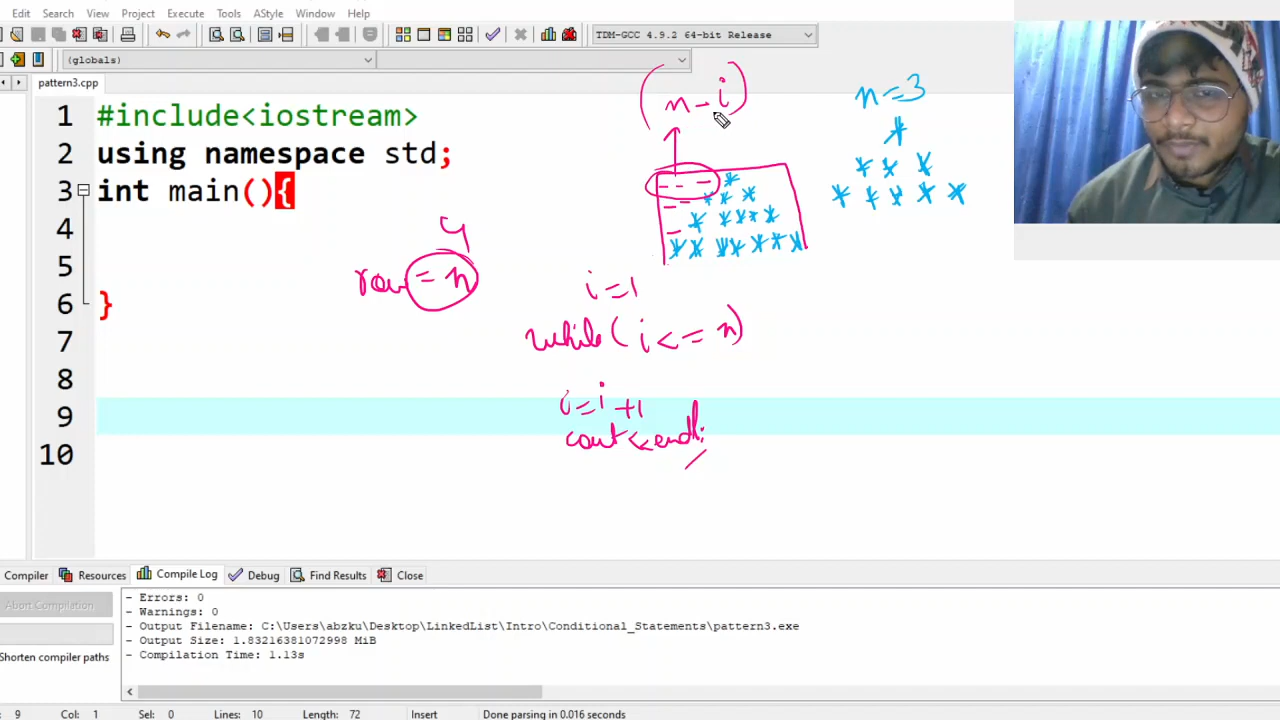 Edit Search View Project Execute Tools AStyle Window Help
TDM-GCC 4.9.2 64-bit Release
(globals)
pattern3.cpp
1 #include<iostream>
2 using namespace std;
3 int main(){
4
5
6 }
7
8
9
10
(n-i)
n=3
*
* * *
* * * * *
- - - *
- - * * *
- * * * * *
* * * * * * *
4
row = n
i=1
while(i<=n)
i=i+1
cout<endl;
Compiler Resources Compile Log Debug Find Results Close
Abort Compilation
Shorten compiler paths
- Errors: 0
- Warnings: 0
- Output Filename: C:\Users\abzku\Desktop\LinkedList\Intro\Conditional_Statements\pattern3.exe
- Output Size: 1.83216381072998 MiB
- Compilation Time: 1.13s
9 Col: 1 Sel: 0 Lines: 10 Length: 72 Insert Done parsing in 0.016 seconds